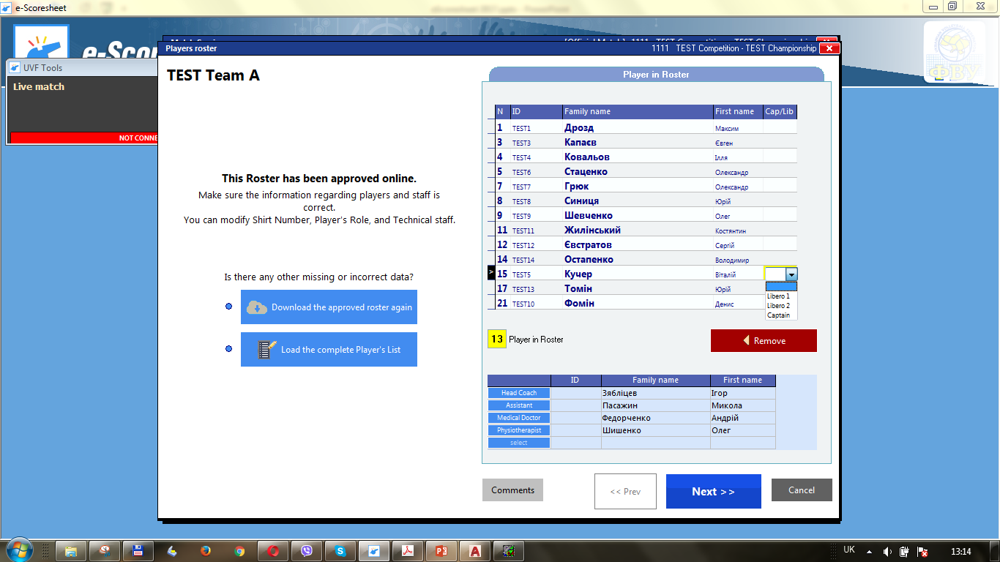 e-Scoresheet
e-Scor
UVF Tools
Live match
NOT CONNE
ФВУ
Players roster
1111 TEST Competition - TEST Championship
TEST Team A
This Roster has been approved online.
Make sure the information regarding players and staff is
correct.
You can modify Shirt Number, Player's Role, and Technical staff.
Is there any other missing or incorrect data?
Download the approved roster again
Load the complete Player's List
Player in Roster
N ID Family name First name Cap/Lib
1 TEST1 Дрозд Максим
3 TEST3 Капаєв Євген
4 TEST4 Ковальов Ілля
5 TEST6 Стаценко Олександр
7 TEST7 Грюк Олександр
8 TEST8 Синиця Юрій
9 TEST9 Шевченко Олег
11 TEST11 Жилінський Костянтин
12 TEST12 Євстратов Сергій
14 TEST14 Остапенко Володимир
> 15 TEST5 Кучер Віталій
17 TEST13 Томін Юрій
21 TEST10 Фомін Денис
Libero 1
Libero 2
Captain
13 Player in Roster
Remove
ID Family name First name
Head Coach Зябліцев Ігор
Assistant Пасажин Микола
Medical Doctor Федорченко Андрій
Physiotherapist Шишенко Олег
select
Comments
<< Prev
Next >>
Cancel
UK
13:14